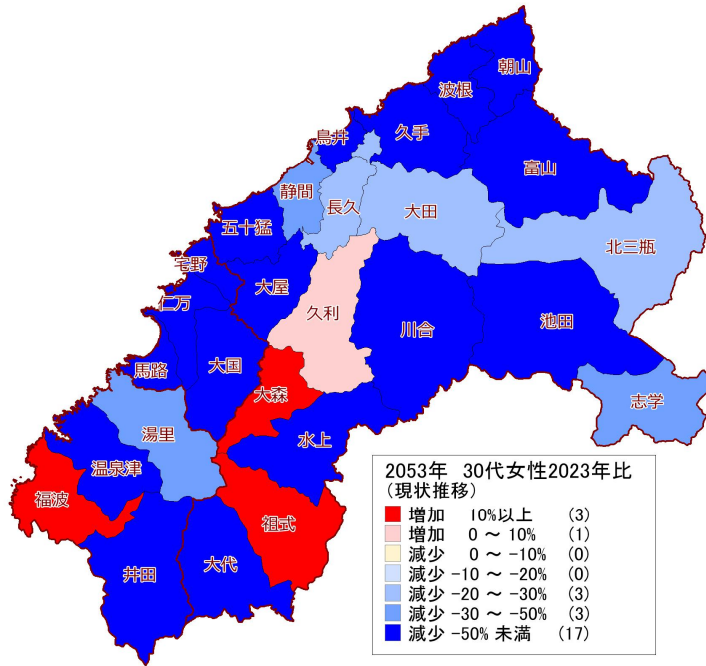 朝山
波根
久手
鳥井
富山
静間
長久
大田
五十猛
北三瓶
宅野
大屋
仁万
久利
池田
川合
馬路
大国
大森
志学
湯里
水上
温泉津
福波
祖式
井田
大代
2053年 30代女性2023年比
(現状推移)
増加 10%以上 (3)
増加 0 ～ 10% (1)
減少 0 ～ -10% (0)
減少 -10 ～ -20% (0)
減少 -20 ～ -30% (3)
減少 -30 ～ -50% (3)
減少 -50% 未満 (17)